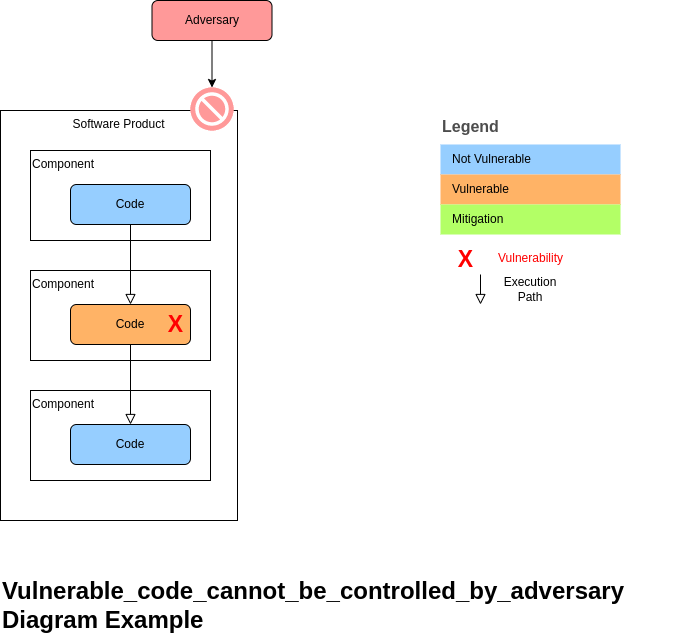 Adversary
Software Product
Component
Code
Component
Code X
Component
Code
Legend
Not Vulnerable
Vulnerable
Mitigation
X Vulnerability
Execution
Path
Vulnerable_code_cannot_be_controlled_by_adversary
Diagram Example